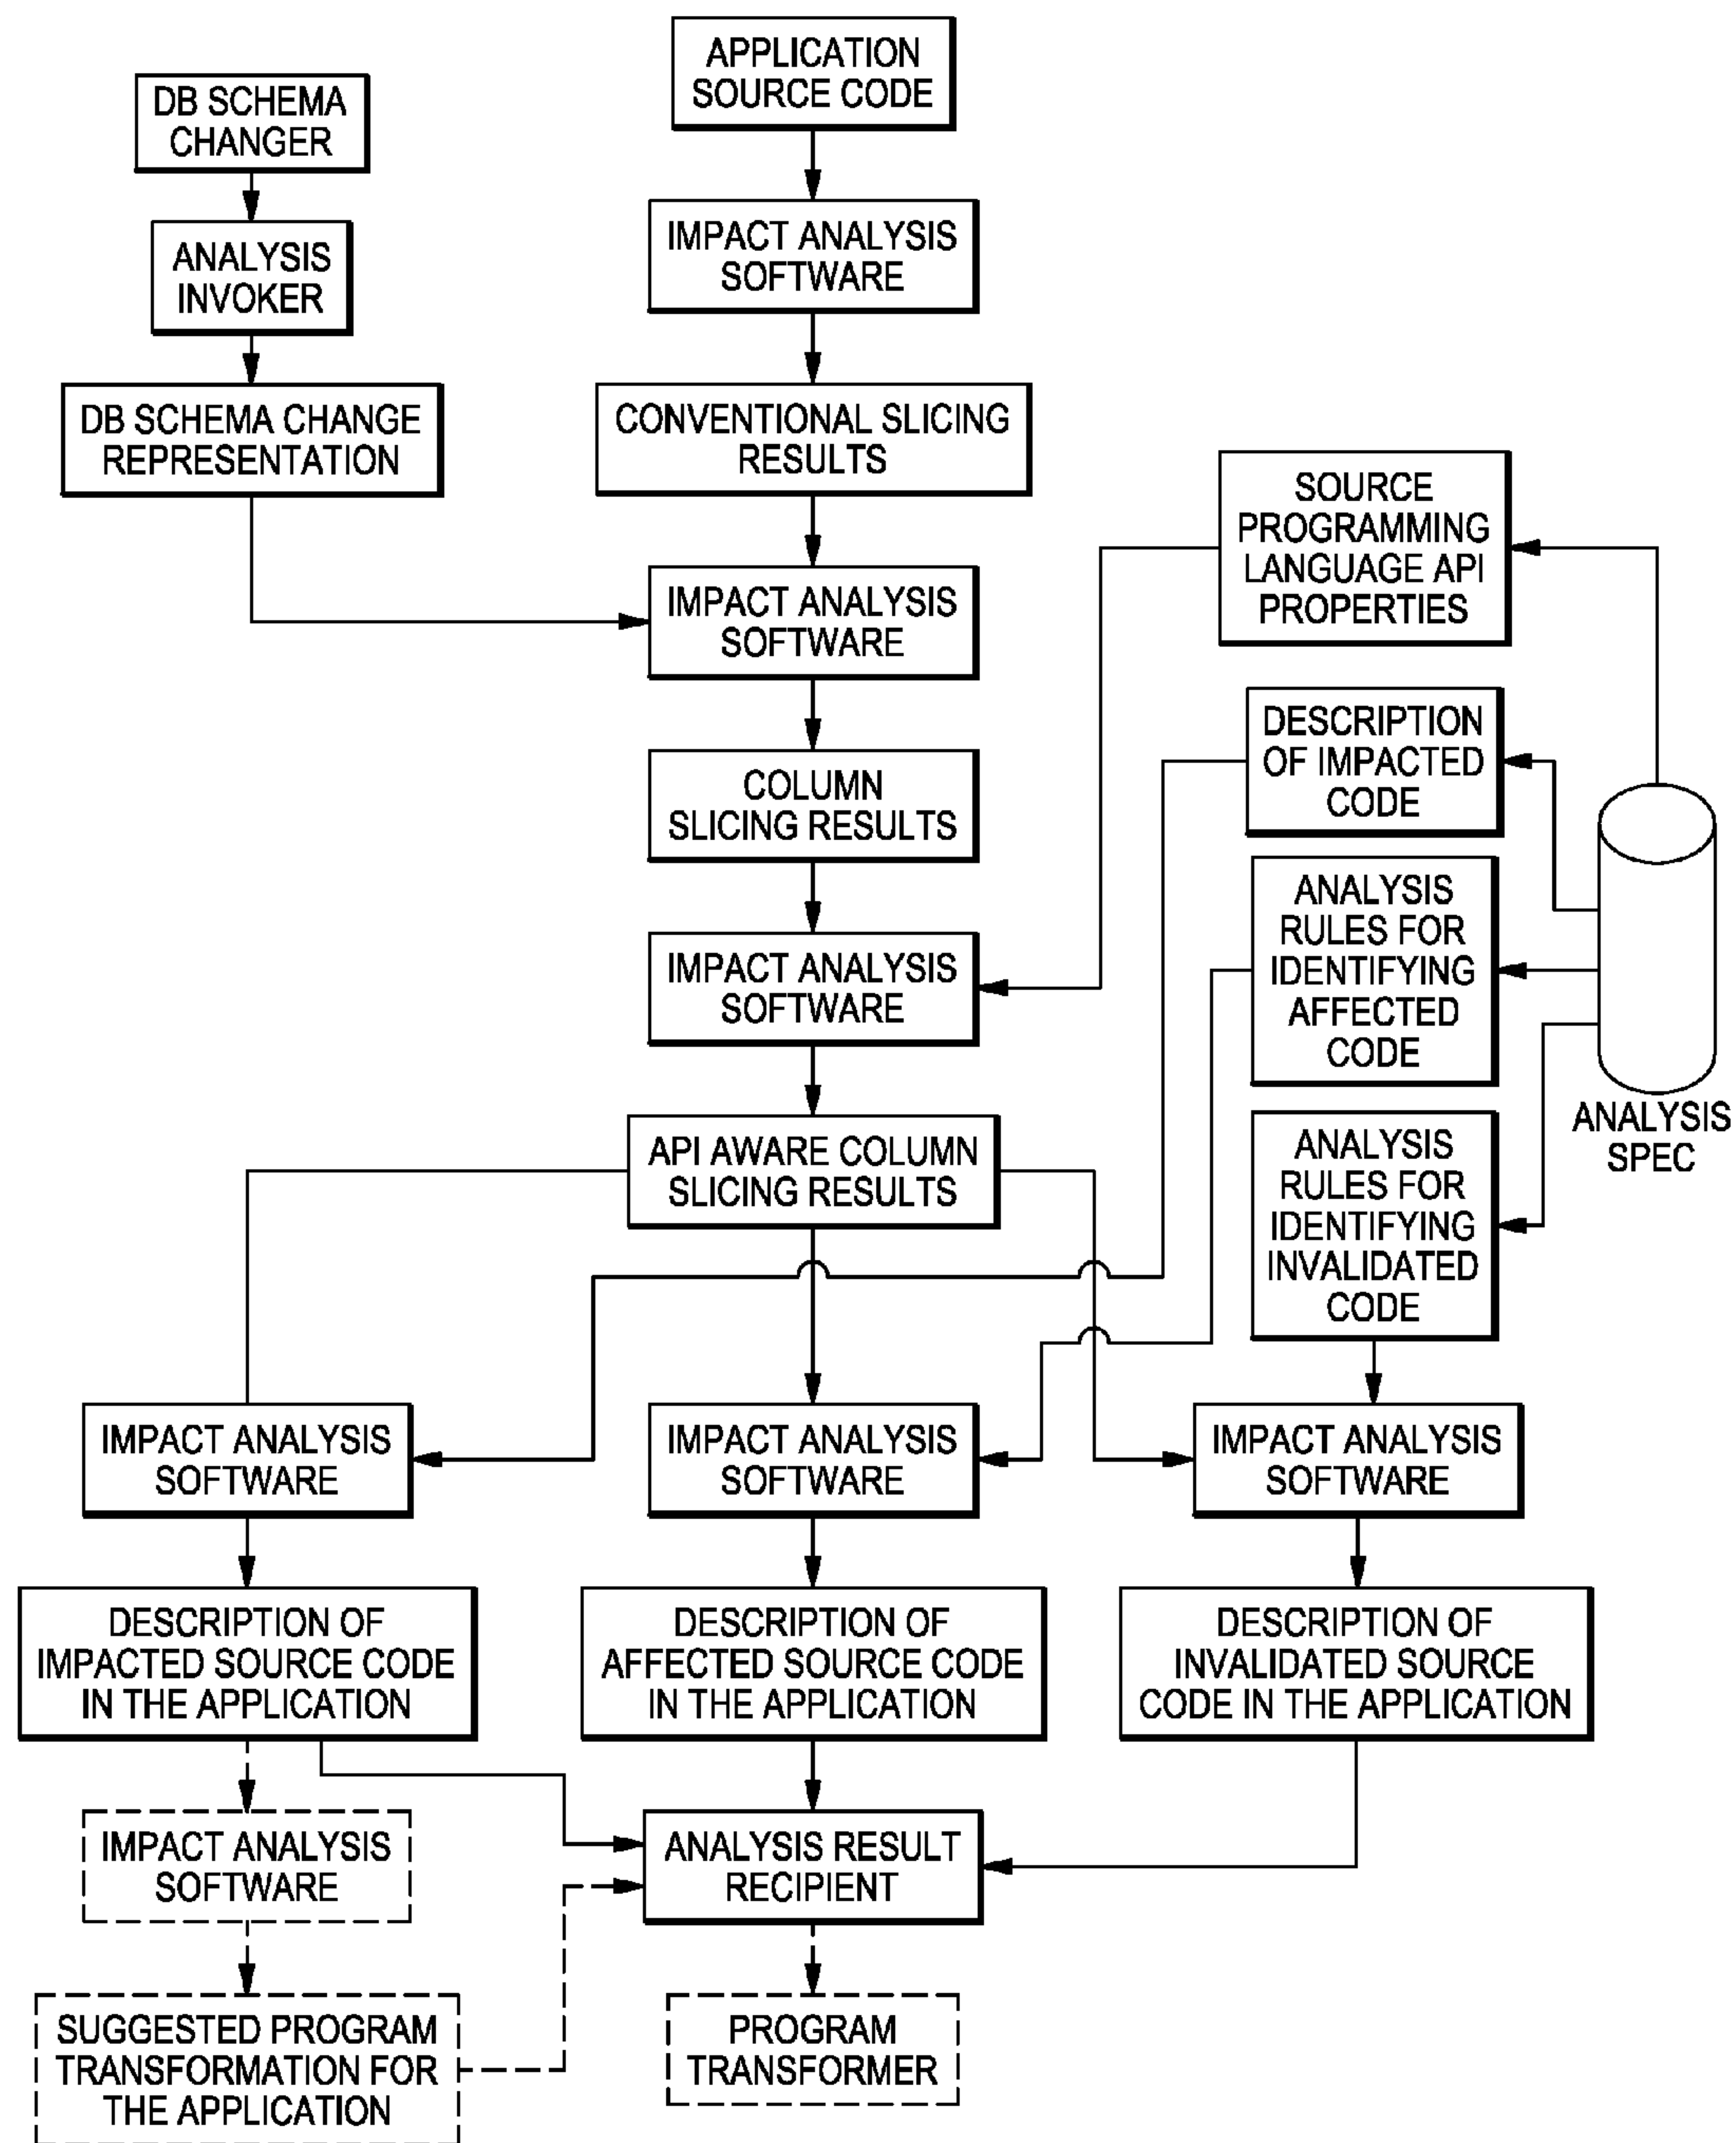 APPLICATION
SOURCE CODE
DB SCHEMA
CHANGER
IMPACT ANALYSIS
SOFTWARE
ANALYSIS
INVOKER
DB SCHEMA CHANGE
REPRESENTATION
CONVENTIONAL SLICING
RESULTS
SOURCE
PROGRAMMING
LANGUAGE API
PROPERTIES
IMPACT ANALYSIS
SOFTWARE
DESCRIPTION
OF IMPACTED
CODE
COLUMN
SLICING RESULTS
ANALYSIS
RULES FOR
IDENTIFYING
AFFECTED
CODE
IMPACT ANALYSIS
SOFTWARE
ANALYSIS
SPEC
API AWARE COLUMN
SLICING RESULTS
ANALYSIS
RULES FOR
IDENTIFYING
INVALIDATED
CODE
IMPACT ANALYSIS
SOFTWARE
IMPACT ANALYSIS
SOFTWARE
IMPACT ANALYSIS
SOFTWARE
DESCRIPTION OF
IMPACTED SOURCE CODE
IN THE APPLICATION
DESCRIPTION OF
AFFECTED SOURCE CODE
IN THE APPLICATION
DESCRIPTION OF
INVALIDATED SOURCE
CODE IN THE APPLICATION
IMPACT ANALYSIS
SOFTWARE
ANALYSIS RESULT
RECIPIENT
SUGGESTED PROGRAM
TRANSFORMATION FOR
THE APPLICATION
PROGRAM
TRANSFORMER